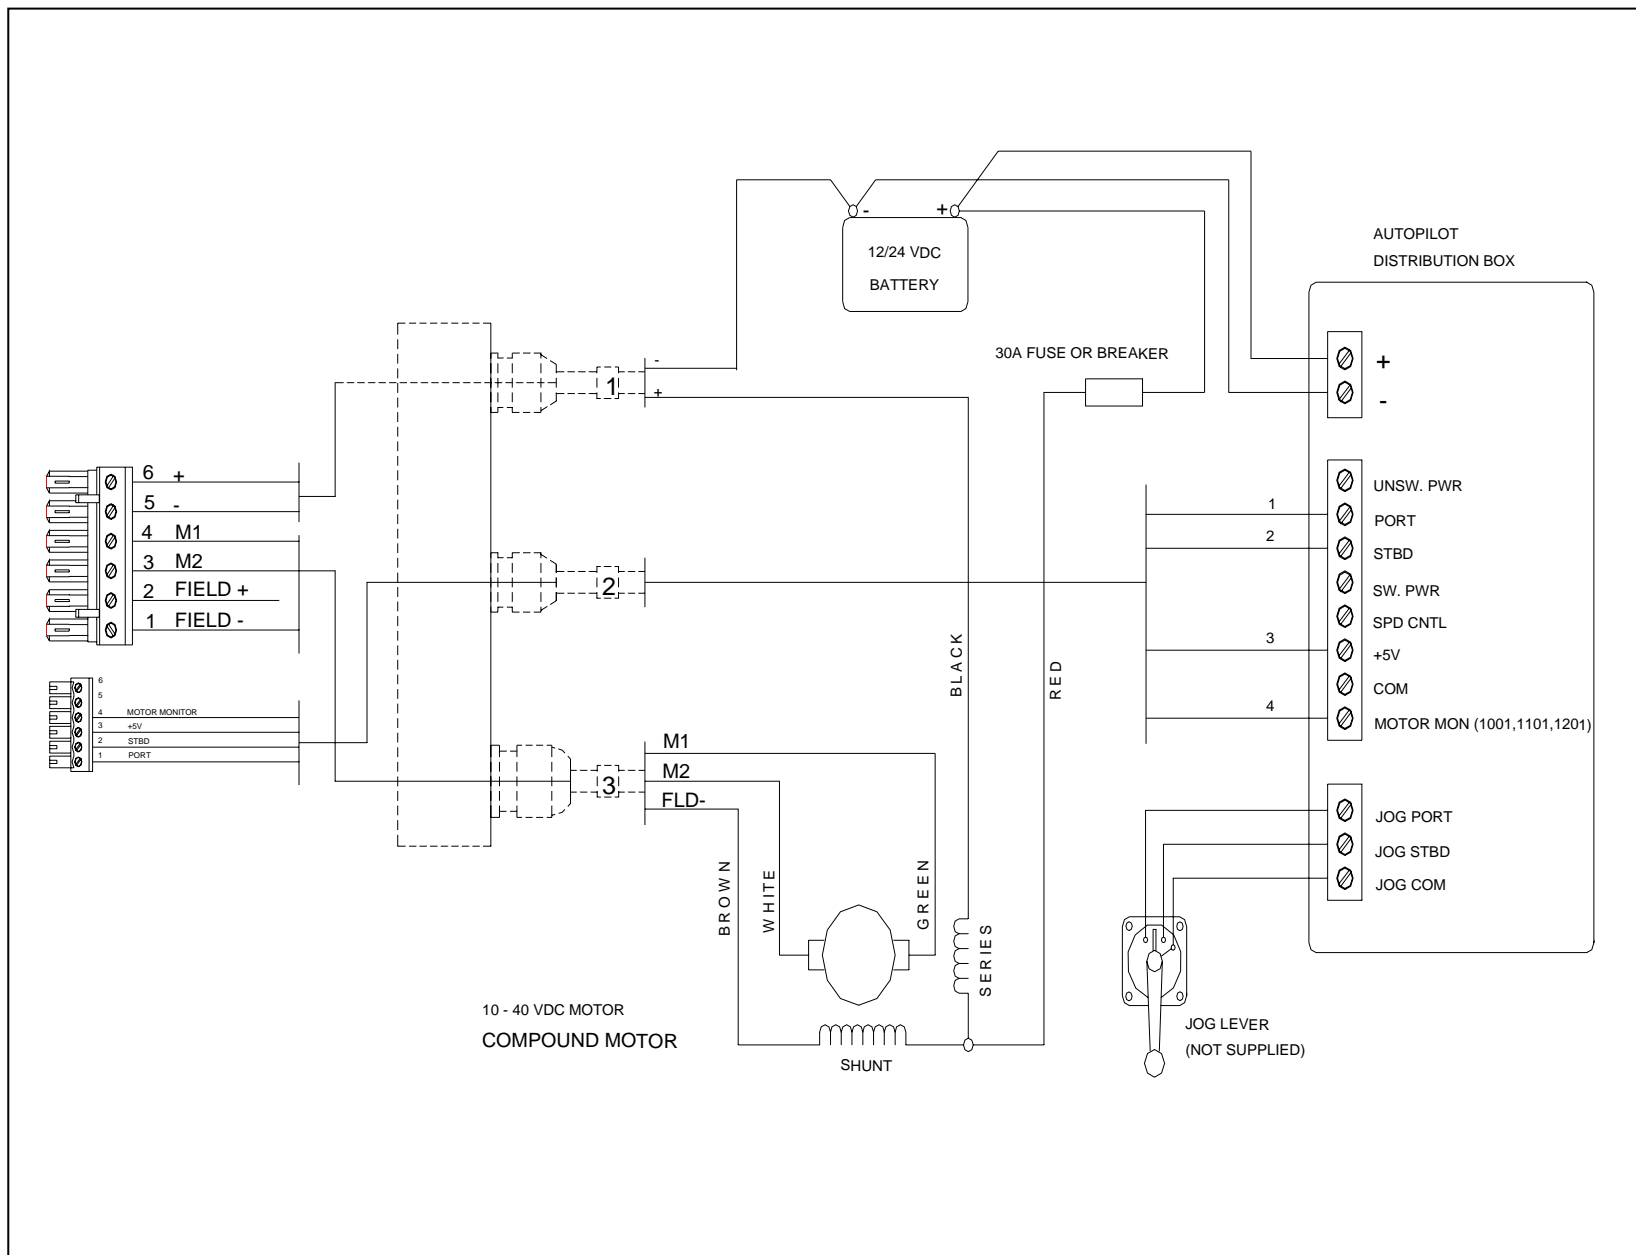 - +
12/24 VDC
BATTERY
AUTOPILOT
DISTRIBUTION BOX
30A FUSE OR BREAKER
+
-
-
1
+
6 +
5 -
4 M1
3 M2
2 FIELD +
1 FIELD -
6
5
4 MOTOR MONITOR
3 +5V
2 STBD
1 PORT
2
UNSW. PWR
1 PORT
2 STBD
SW. PWR
SPD CNTL
3 +5V
COM
4 MOTOR MON (1001,1101,1201)
BLACK
RED
3
M1
M2
FLD-
BROWN
WHITE
GREEN
SERIES
JOG PORT
JOG STBD
JOG COM
10 - 40 VDC MOTOR
COMPOUND MOTOR
SHUNT
JOG LEVER
(NOT SUPPLIED)